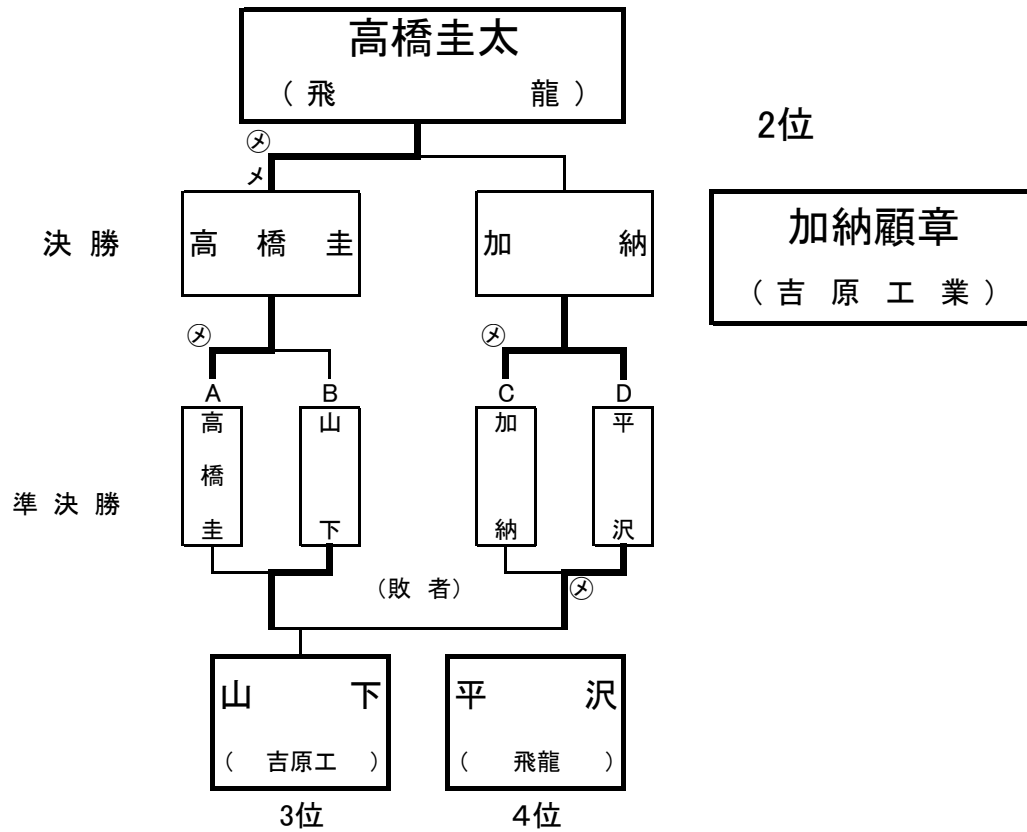 高橋圭太
（ 飛 龍 ）
2位
㋱
メ
決 勝
高 橋 圭
加 納
加納顧章
（ 吉 原 工 業 ）
㋱
㋱
A
B
C
D
高橋圭
山下
加納
平沢
準 決 勝
（敗 者）
㋱
山 下
平 沢
（ 吉原工 ）
（ 飛龍 ）
3位
４位